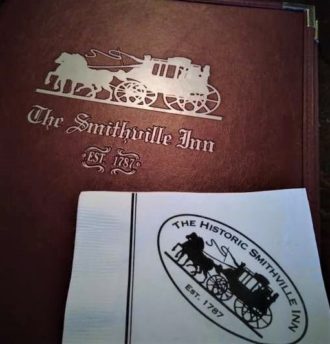 The Smithville Inn
EST. 1787
THE HISTORIC SMITHVILLE INN
EST. 1787